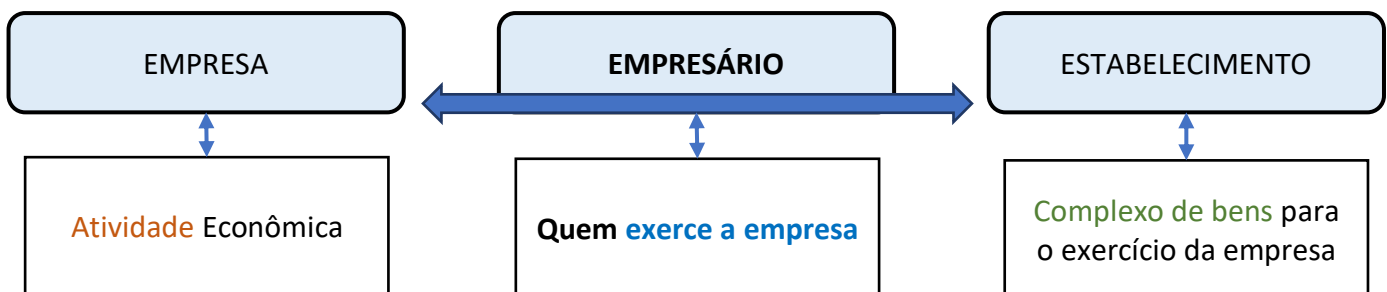 EMPRESA
EMPRESÁRIO
ESTABELECIMENTO
Atividade Econômica
Quem exerce a empresa
Complexo de bens para
o exercício da empresa